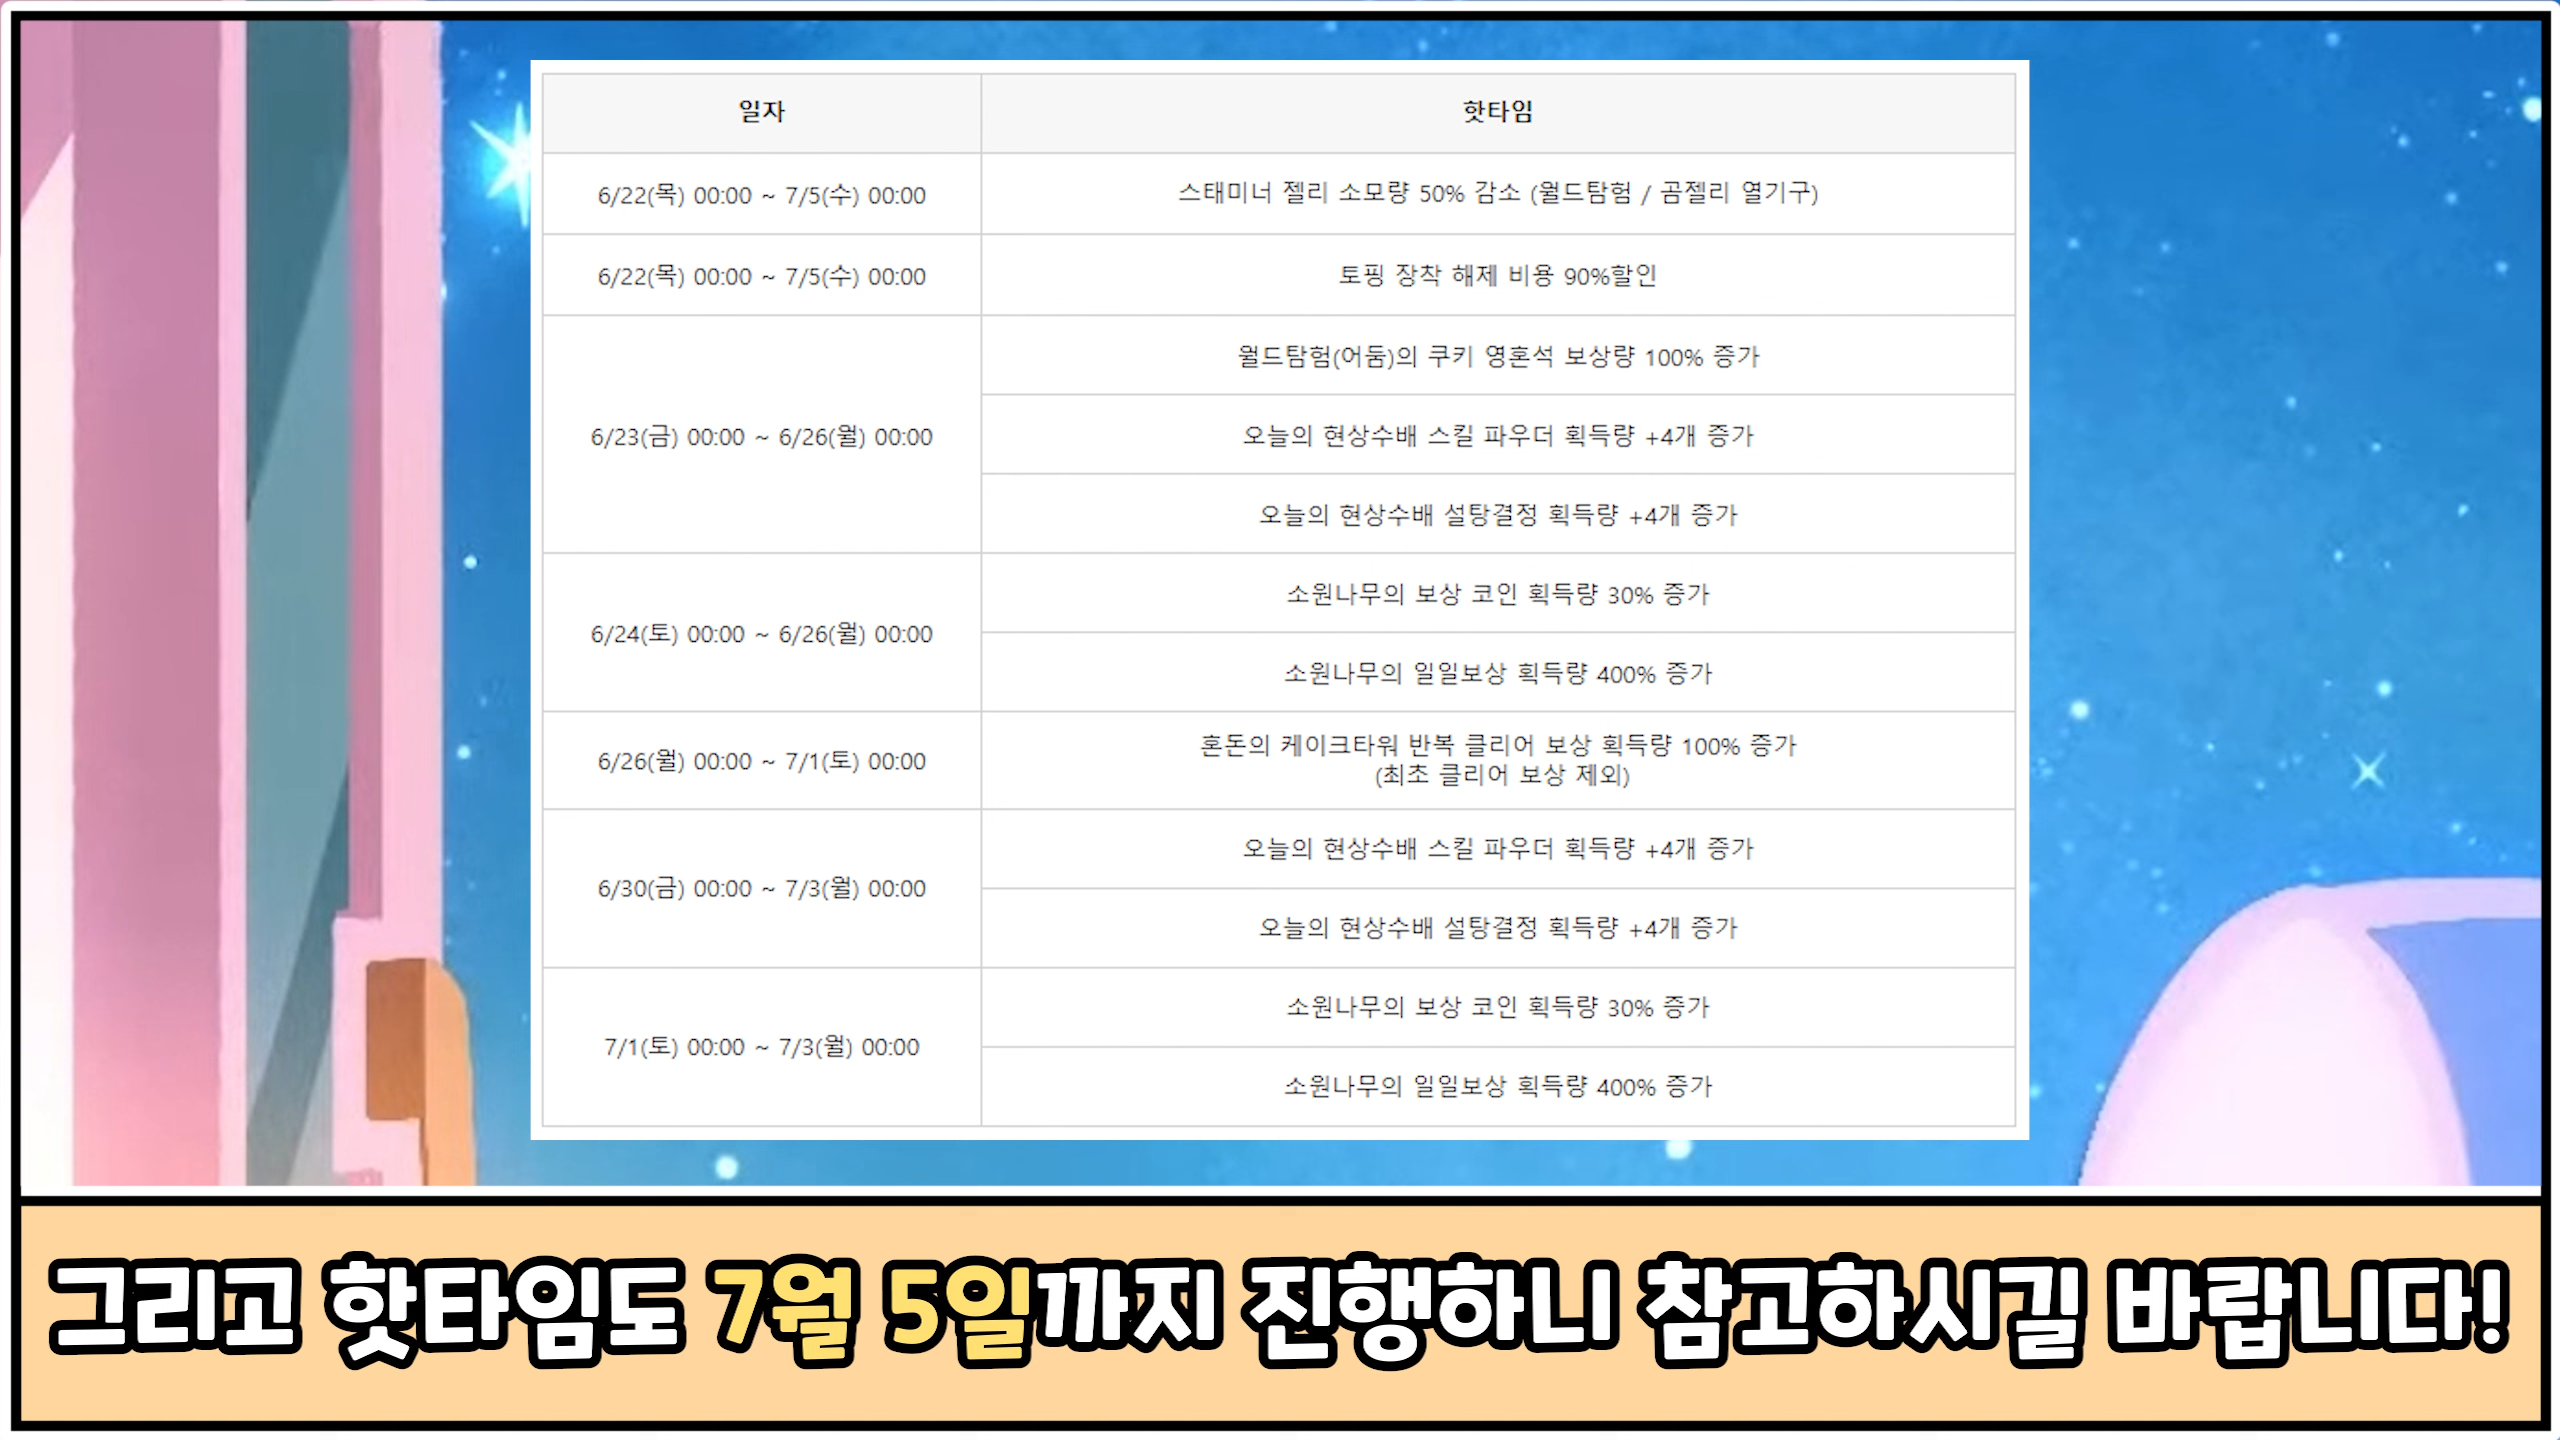 일자 핫타임
6/22(목) 00:00 ~ 7/5(수) 00:00 스태미너 젤리 소모량 50% 감소 (월드탐험 / 곰젤리 열기구)
6/22(목) 00:00 ~ 7/5(수) 00:00 토핑 장착 해제 비용 90%할인
월드탐험(어둠)의 쿠키 영혼석 보상량 100% 증가
6/23(금) 00:00 ~ 6/26(월) 00:00 오늘의 현상수배 스킬 파우더 획득량 +4개 증가
오늘의 현상수배 설탕결정 획득량 +4개 증가
6/24(토) 00:00 ~ 6/26(월) 00:00
소원나무의 보상 코인 획득량 30% 증가
소원나무의 일일보상 획득량 400% 증가
6/26(월) 00:00 ~ 7/1(토) 00:00
혼돈의 케이크타워 반복 클리어 보상 획득량 100% 증가
(최초 클리어 보상 제외)
6/30(금) 00:00 ~ 7/3(월) 00:00
오늘의 현상수배 스킬 파우더 획득량 +4개 증가
오늘의 현상수배 설탕결정 획득량 +4개 증가
7/1(토) 00:00 ~ 7/3(월) 00:00
소원나무의 보상 코인 획득량 30% 증가
소원나무의 일일보상 획득량 400% 증가
그리고 핫타임도 7월 5일까지 진행하니 참고하시길 바랍니다!